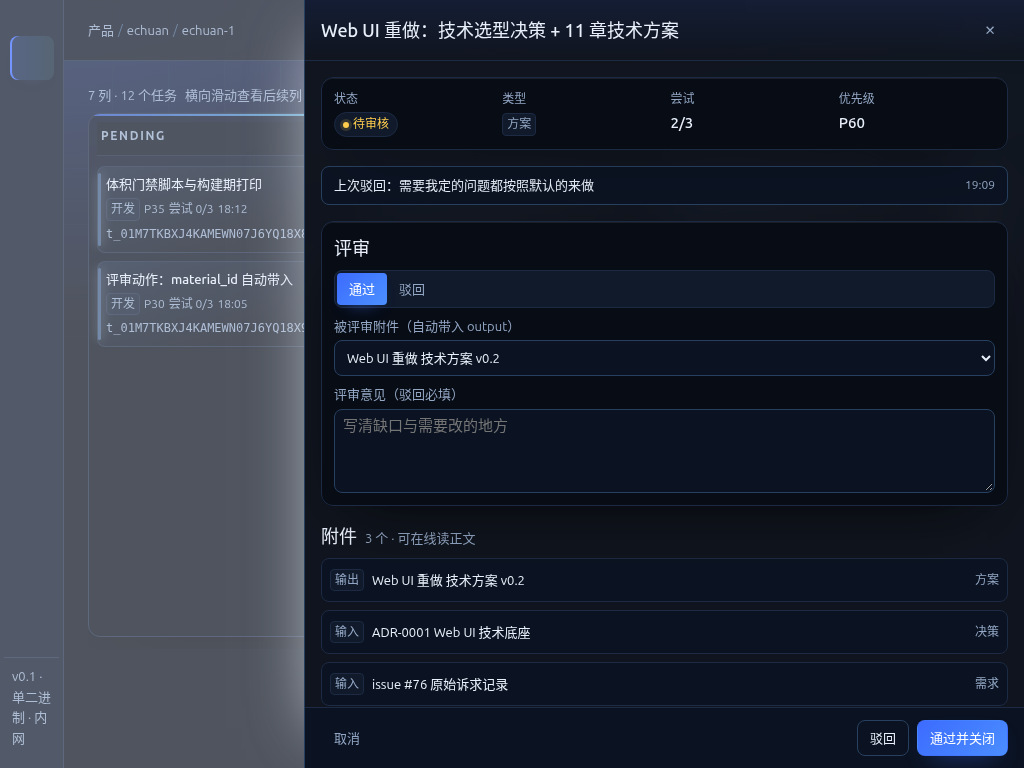 产品 / echuan / echuan-1
7 列 · 12 个任务 横向滑动查看后续列
PENDING
体积门禁脚本与构建期打印
开发 P35 尝试 0/3 18:12
t_01M7TKBXJ4KAMEWN07J6YQ18X
评审动作：material_id 自动带入
开发 P30 尝试 0/3 18:05
t_01M7TKBXJ4KAMEWN07J6YQ18X
v0.1 ·
单二进
制 · 内
网
Web UI 重做：技术选型决策 + 11 章技术方案
×
状态 类型 尝试 优先级
待审核 方案 2/3 P60
上次驳回：需要我定的问题都按照默认的来做 19:09
评审
通过 驳回
被评审附件（自动带入 output）
Web UI 重做 技术方案 v0.2
评审意见（驳回必填）
写清缺口与需要改的地方
附件 3 个 · 可在线读正文
输出 Web UI 重做 技术方案 v0.2 方案
输入 ADR-0001 Web UI 技术底座 决策
输入 issue #76 原始诉求记录 需求
取消 驳回 通过并关闭